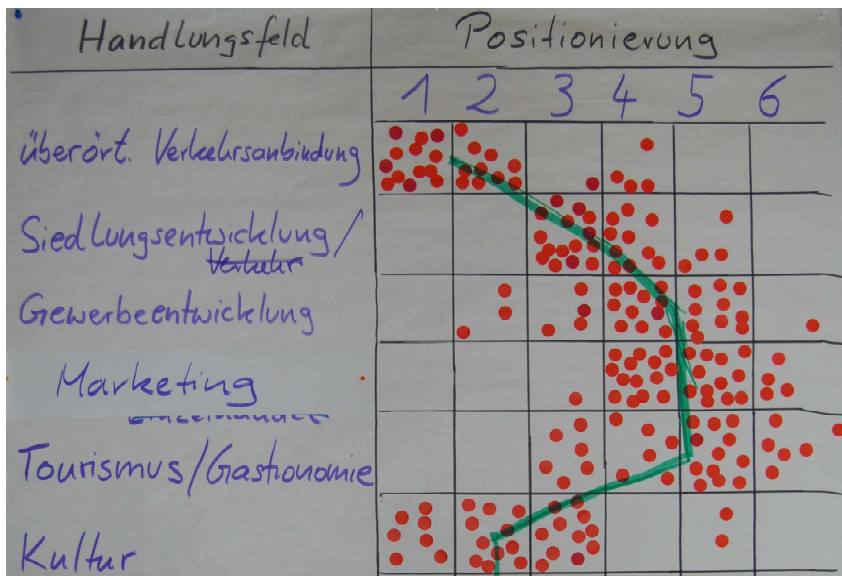 Handlungsfeld Positionierung
1 2 3 4 5 6
überört. Verkehrsanbindung
Siedlungsentwicklung/
Verkehr
Gewerbeentwicklung
Marketing
Tourismus/Gastronomie
Kultur